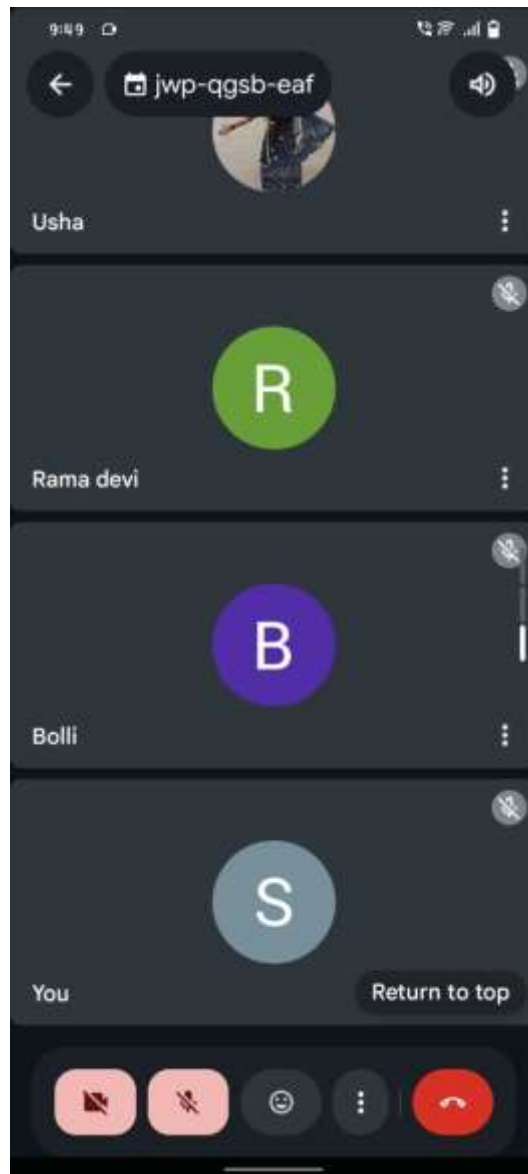 9:49
jwp-qgsb-eaf
Usha
R
Rama devi
B
Bolli
S
You
Return to top